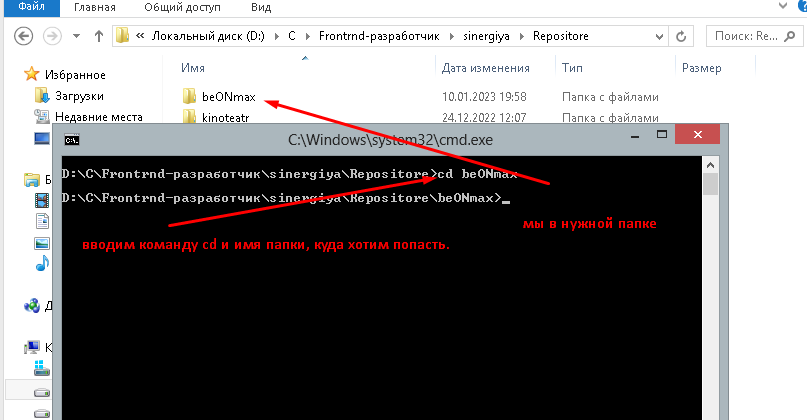 Файл Главная Общий доступ Вид
« Локальный диск (D:) ▸ C ▸ Frontrnd-разработчик ▸ sinergiya ▸ Repositore
Поиск: Re...
Избранное
Загрузки
Недавние места
Имя Дата изменения Тип Размер
beONmax 10.01.2023 19:58 Папка с файлами
kinoteatr 24.12.2022 12:07 Папка с файлами
C:\Windows\system32\cmd.exe
D:\C\Frontrnd-разработчик\sinergiya\Repositore>cd beONmax
D:\C\Frontrnd-разработчик\sinergiya\Repositore\beONmax>_
мы в нужной папке
вводим команду cd и имя папки, куда хотим попасть.